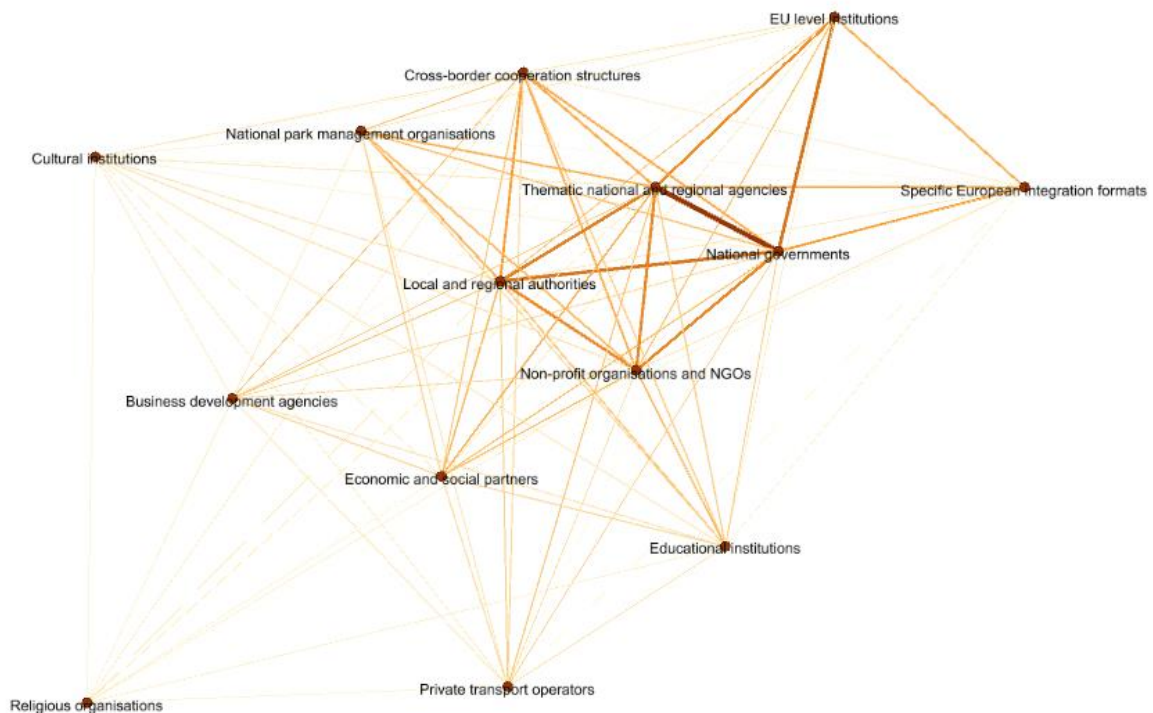 EU level institutions
Cross-border cooperation structures
National park management organisations
Cultural institutions
Thematic national and regional agencies
Specific European integration formats
National governments
Local and regional authorities
Non-profit organisations and NGOs
Business development agencies
Economic and social partners
Educational institutions
Private transport operators
Religious organisations